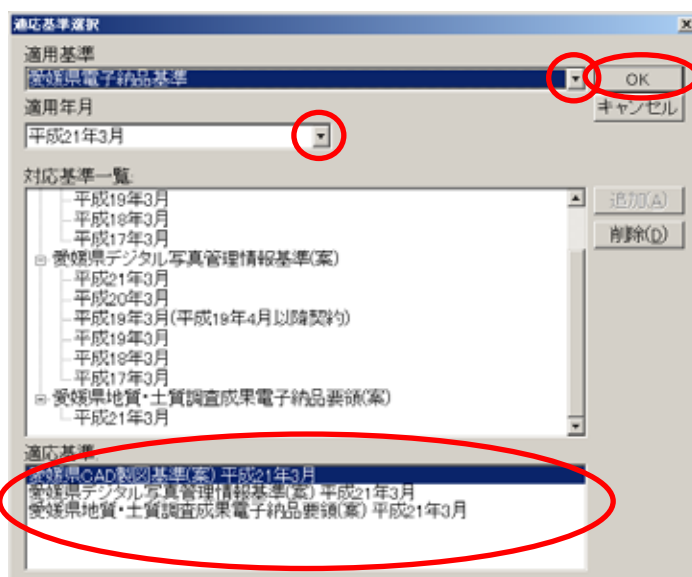 適応基準選択
適用基準
愛媛県電子納品基準
OK
適用年月
キャンセル
平成21年3月
対応基準一覧
平成19年3月
追加(A)
平成18年3月
平成17年3月
削除(D)
愛媛県デジタル写真管理情報基準(案)
平成21年3月
平成20年3月
平成19年3月(平成19年4月以降契約)
平成19年3月
平成18年3月
平成17年3月
愛媛県地質・土質調査成果電子納品要領(案)
平成21年3月
適応基準
愛媛県CAD製図基準(案) 平成21年3月
愛媛県デジタル写真管理情報基準(案) 平成21年3月
愛媛県地質・土質調査成果電子納品要領(案) 平成21年3月